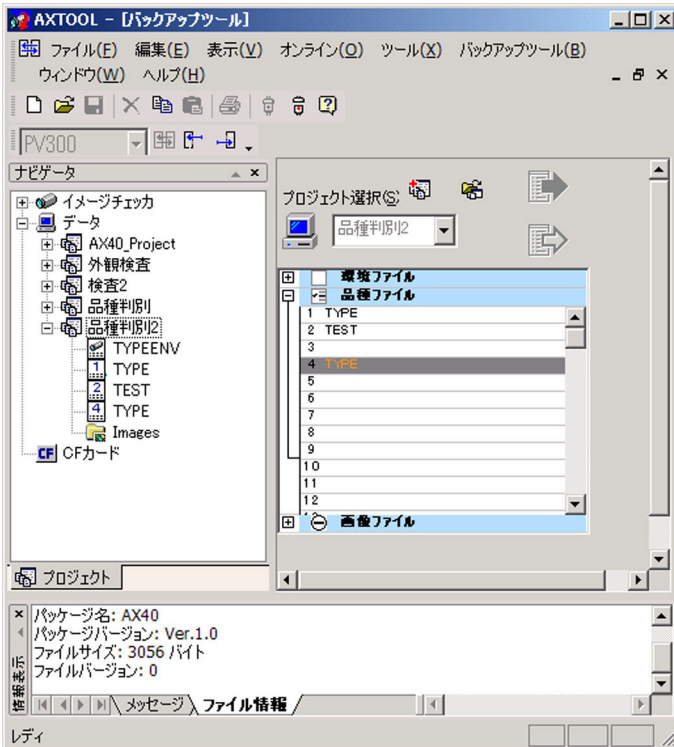 AXTOOL - [バックアップツール]
ファイル(F) 編集(E) 表示(V) オンライン(O) ツール(X) バックアップツール(B)
ウィンドウ(W) ヘルプ(H)
PV300
ナビゲータ
イメージチェッカ
データ
AX40_Project
外観検査
検査2
品種判別
品種判別2
TYPEENV
1 TYPE
2 TEST
4 TYPE
Images
CF CFカード
プロジェクト
プロジェクト選択(S):
品種判別2
環境ファイル
品種ファイル
1 TYPE
2 TEST
3
4 TYPE
5
6
7
8
9
10
11
12
画像ファイル
情報表示
パッケージ名: AX40
パッケージバージョン: Ver.1.0
ファイルサイズ: 3056 バイト
ファイルバージョン: 0
メッセージ ファイル情報
レディ